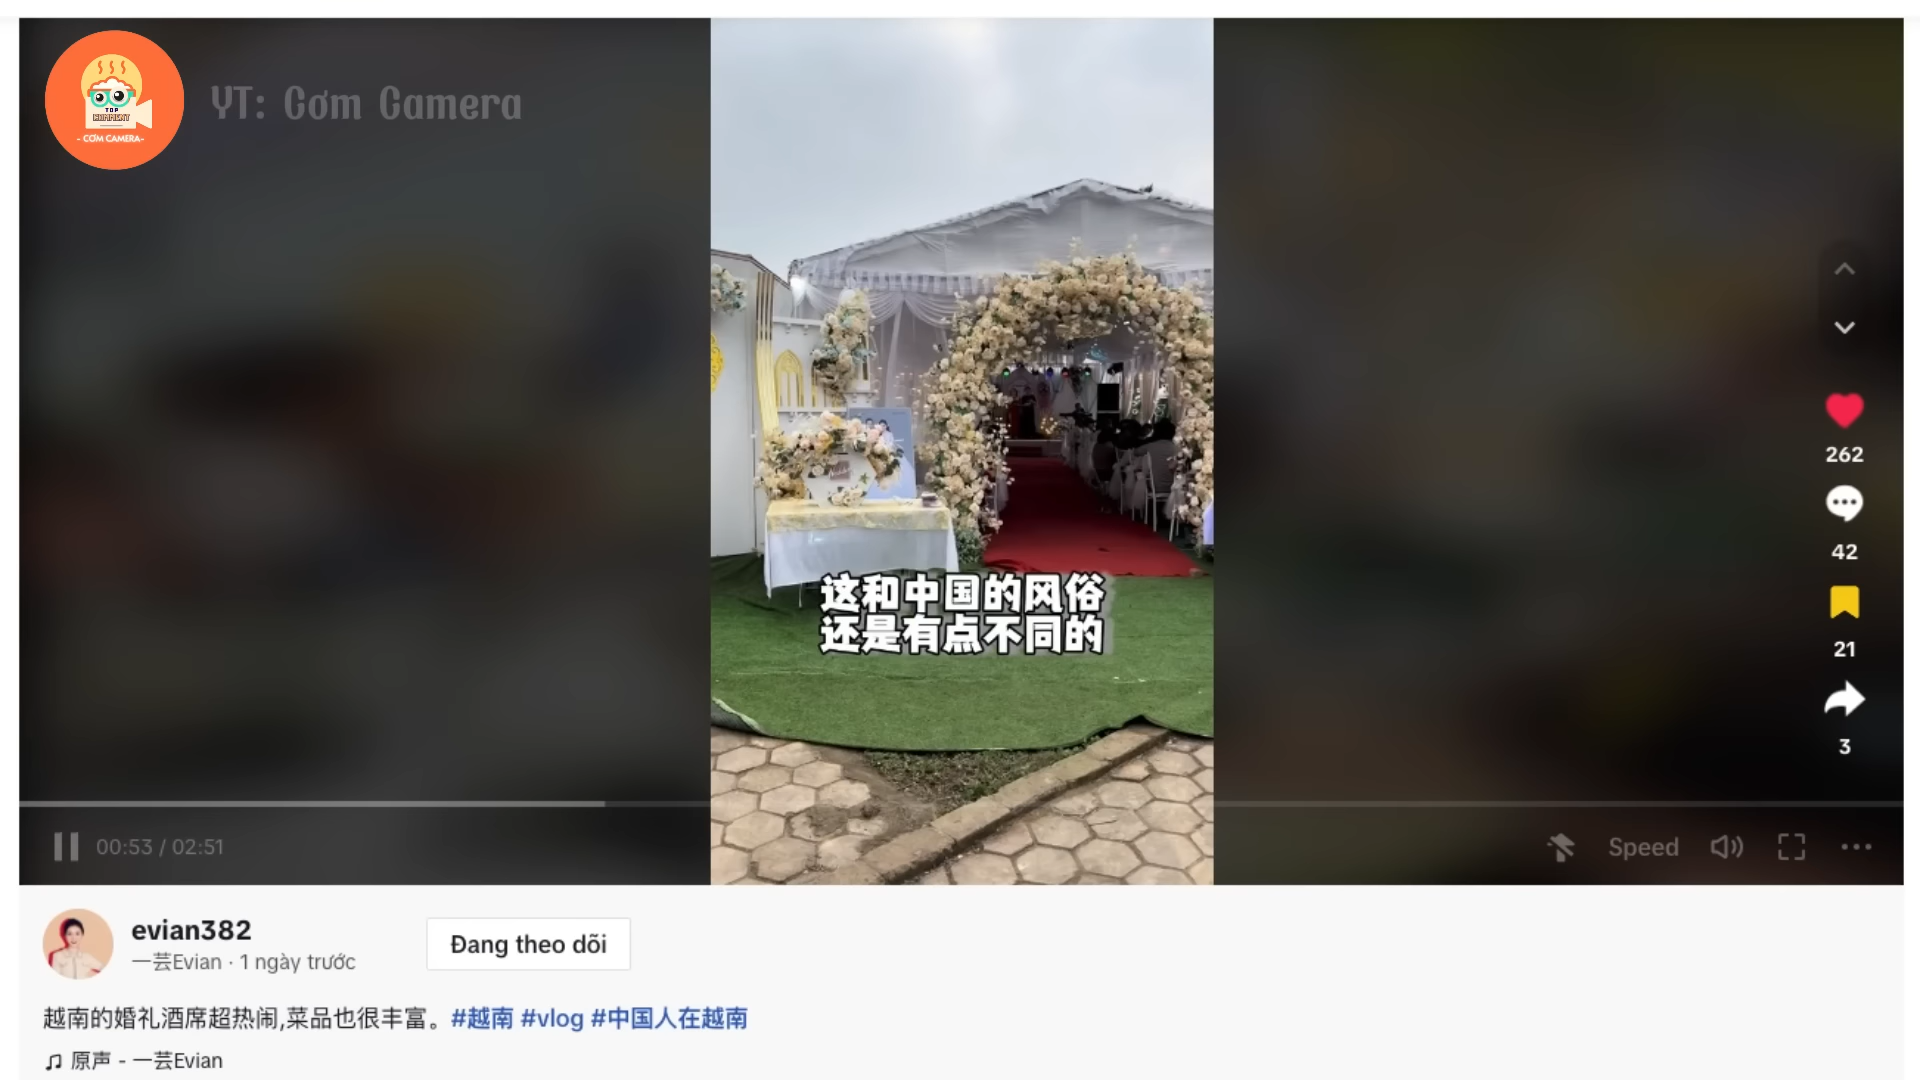 TOP
COMMENT
- CƠM CAMERA-
YT: Cơm Camera
这和中国的风俗
还是有点不同的
262
42
21
3
00:53 / 02:51
Speed
evian382
一芸Evian · 1 ngày trước
Đang theo dõi
越南的婚礼酒席超热闹,菜品也很丰富。#越南 #vlog #中国人在越南
原声 - 一芸Evian